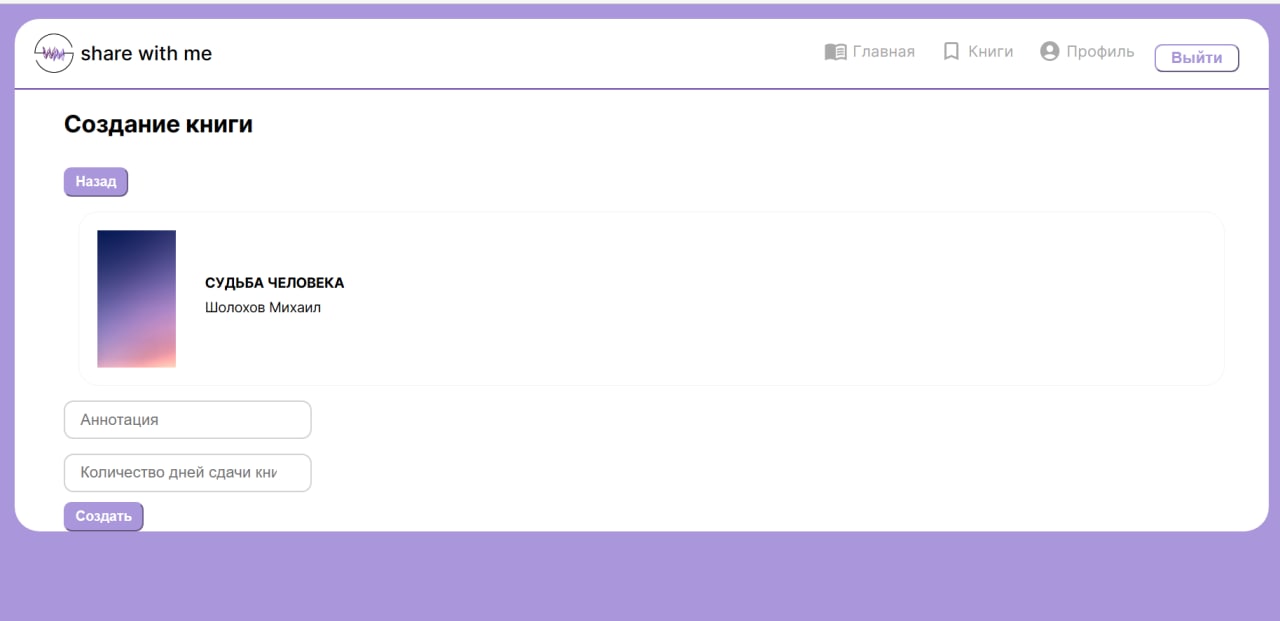 share with me
Главная
Книги
Профиль
Выйти
Создание книги
Назад
СУДЬБА ЧЕЛОВЕКА
Шолохов Михаил
Аннотация
Количество дней сдачи кни
Создать